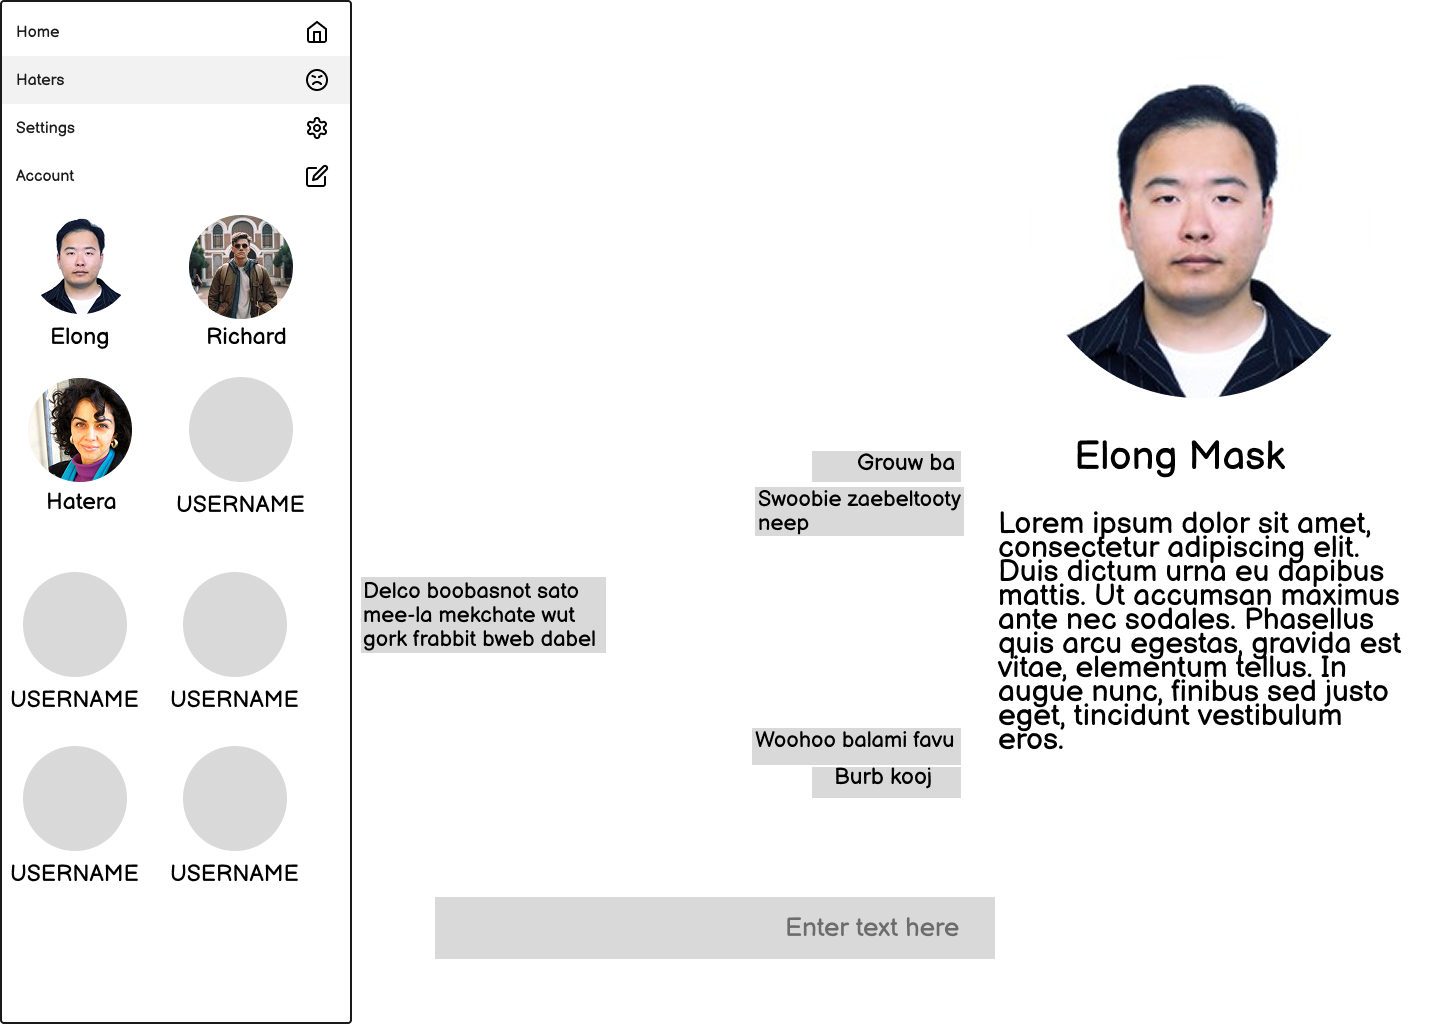 Home
Haters
Settings
Account
Elong
Richard
Hatera
USERNAME
USERNAME
USERNAME
USERNAME
USERNAME
Grouw ba
Swoobie zaebeltooty
neep
Delco boobasnot sato
mee-la mekchate wut
gork frabbit bweb dabel
Woohoo balami favu
Burb kooj
Enter text here
Elong Mask
Lorem ipsum dolor sit amet,
consectetur adipiscing elit.
Duis dictum urna eu dapibus
mattis. Ut accumsan maximus
ante nec sodales. Phasellus
quis arcu egestas, gravida est
vitae, elementum tellus. In
augue nunc, finibus sed justo
eget, tincidunt vestibulum
eros.